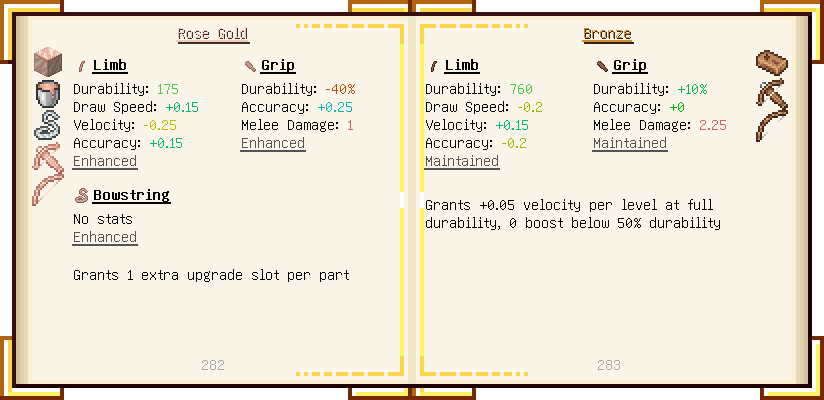 Rose Gold
Limb
Durability: 175
Draw Speed: +0.15
Velocity: -0.25
Accuracy: +0.15
Enhanced
Grip
Durability: -40%
Accuracy: +0.25
Melee Damage: 1
Enhanced
Bowstring
No stats
Enhanced
Grants 1 extra upgrade slot per part
282
Bronze
Limb
Durability: 760
Draw Speed: -0.2
Velocity: +0.15
Accuracy: -0.2
Maintained
Grip
Durability: +10%
Accuracy: +0
Melee Damage: 2.25
Maintained
Grants +0.05 velocity per level at full
durability, 0 boost below 50% durability
283